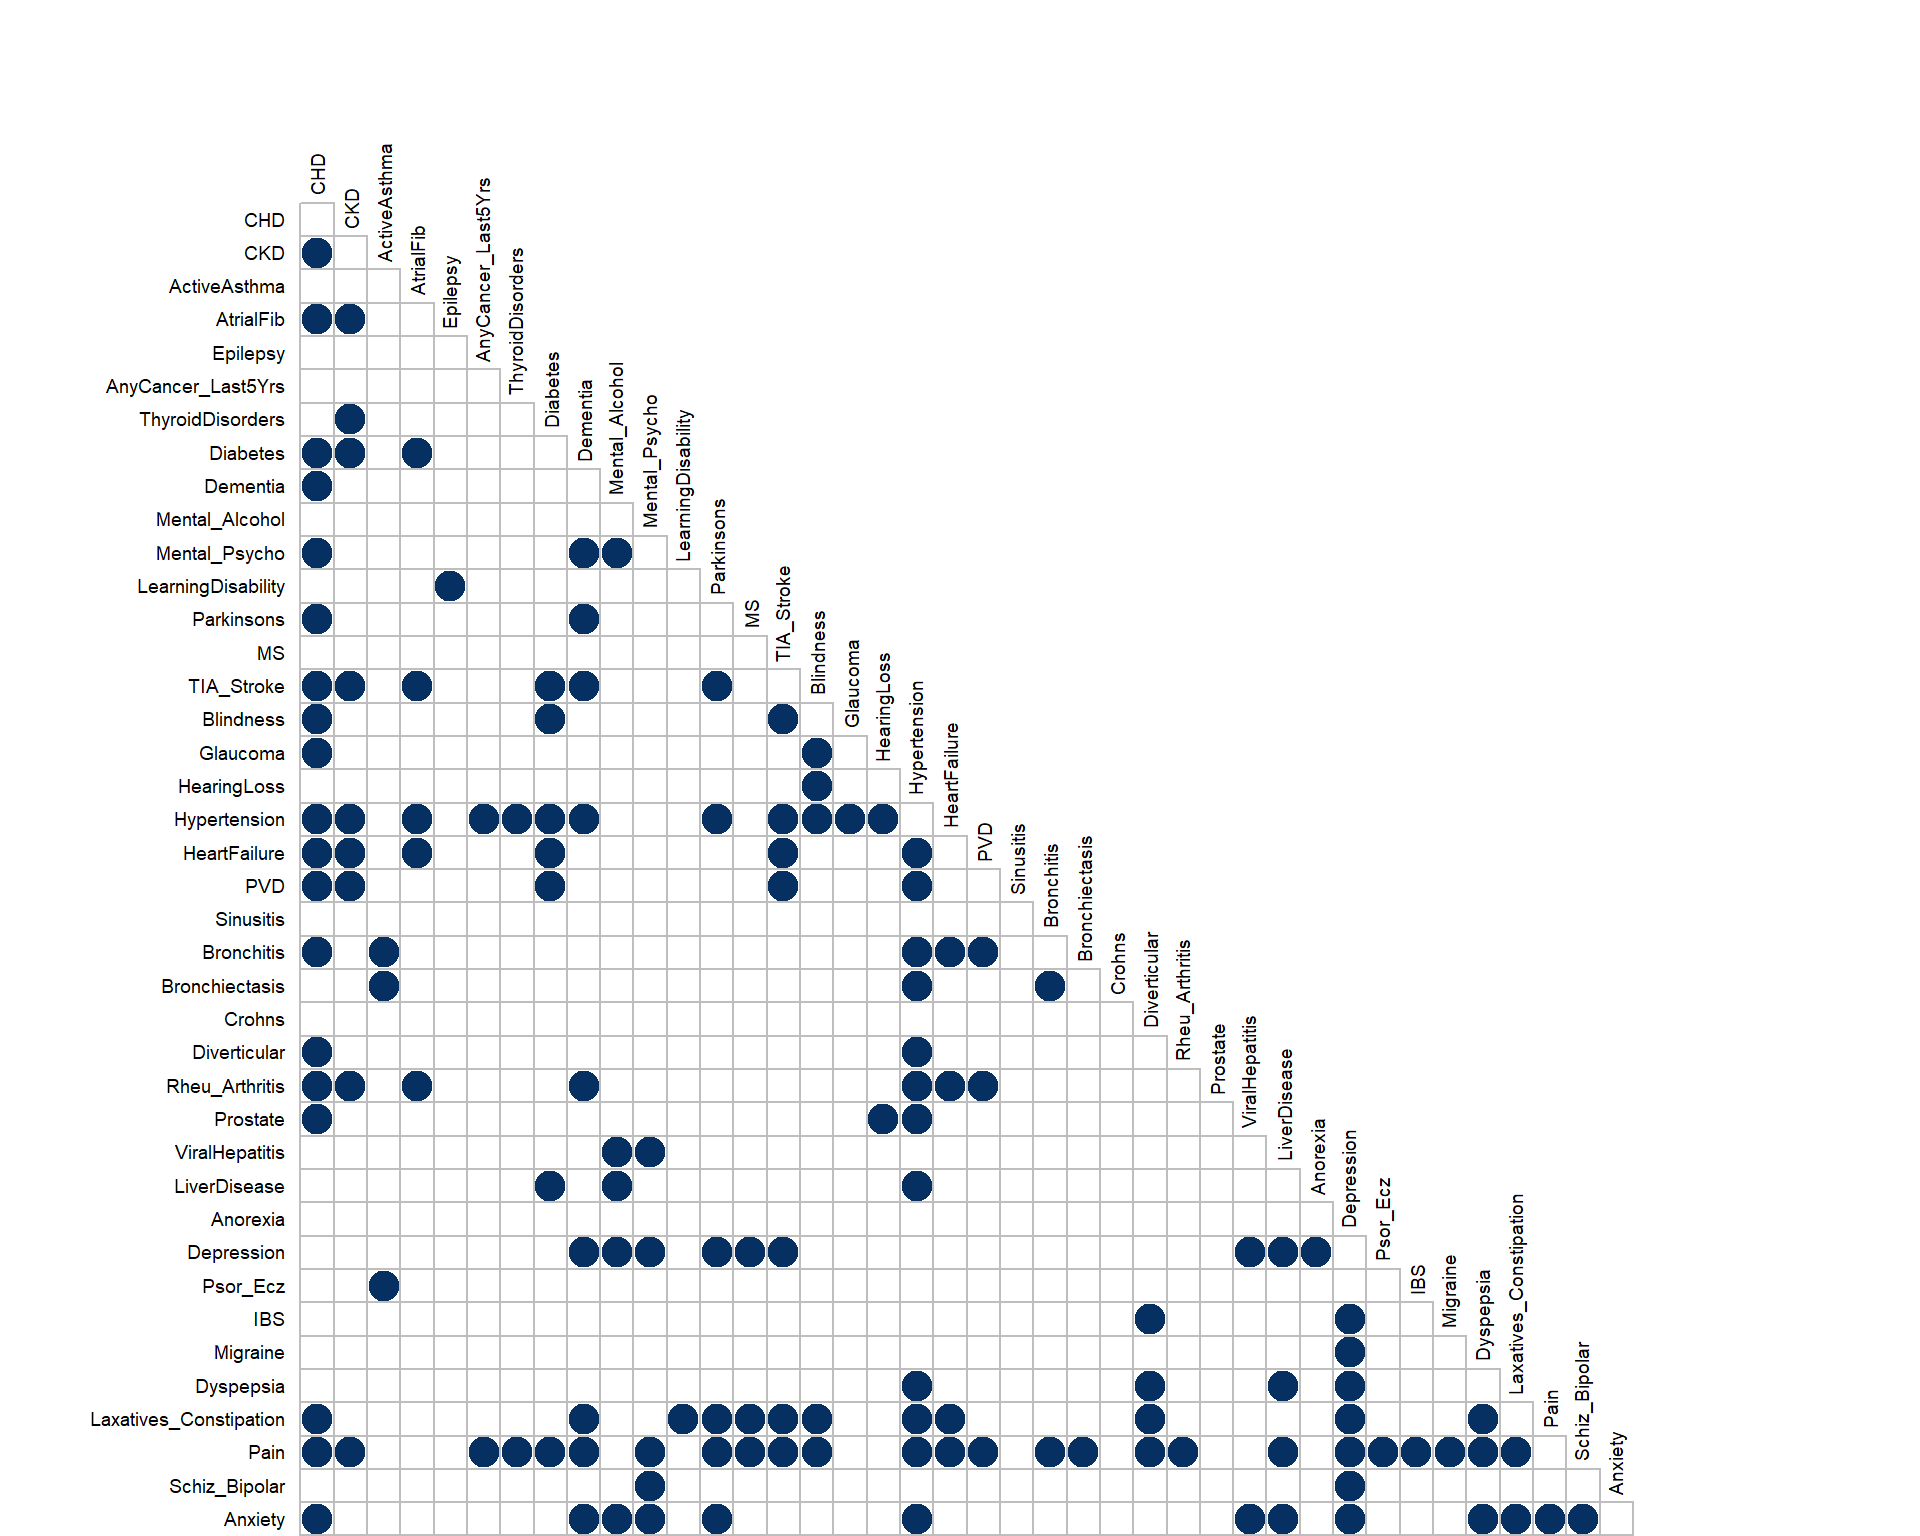 CHD
CKD
ActiveAsthma
AtrialFib
Epilepsy
AnyCancer_Last5Yrs
ThyroidDisorders
Diabetes
Dementia
Mental_Alcohol
Mental_Psycho
LearningDisability
Parkinsons
MS
TIA_Stroke
Blindness
Glaucoma
HearingLoss
Hypertension
HeartFailure
PVD
Sinusitis
Bronchitis
Bronchiectasis
Crohns
Diverticular
Rheu_Arthritis
Prostate
ViralHepatitis
LiverDisease
Anorexia
Depression
Psor_Ecz
IBS
Migraine
Dyspepsia
Laxatives_Constipation
Pain
Schiz_Bipolar
Anxiety
CHD
CKD
ActiveAsthma
AtrialFib
Epilepsy
AnyCancer_Last5Yrs
ThyroidDisorders
Diabetes
Dementia
Mental_Alcohol
Mental_Psycho
LearningDisability
Parkinsons
MS
TIA_Stroke
Blindness
Glaucoma
HearingLoss
Hypertension
HeartFailure
PVD
Sinusitis
Bronchitis
Bronchiectasis
Crohns
Diverticular
Rheu_Arthritis
Prostate
ViralHepatitis
LiverDisease
Anorexia
Depression
Psor_Ecz
IBS
Migraine
Dyspepsia
Laxatives_Constipation
Pain
Schiz_Bipolar
Anxiety